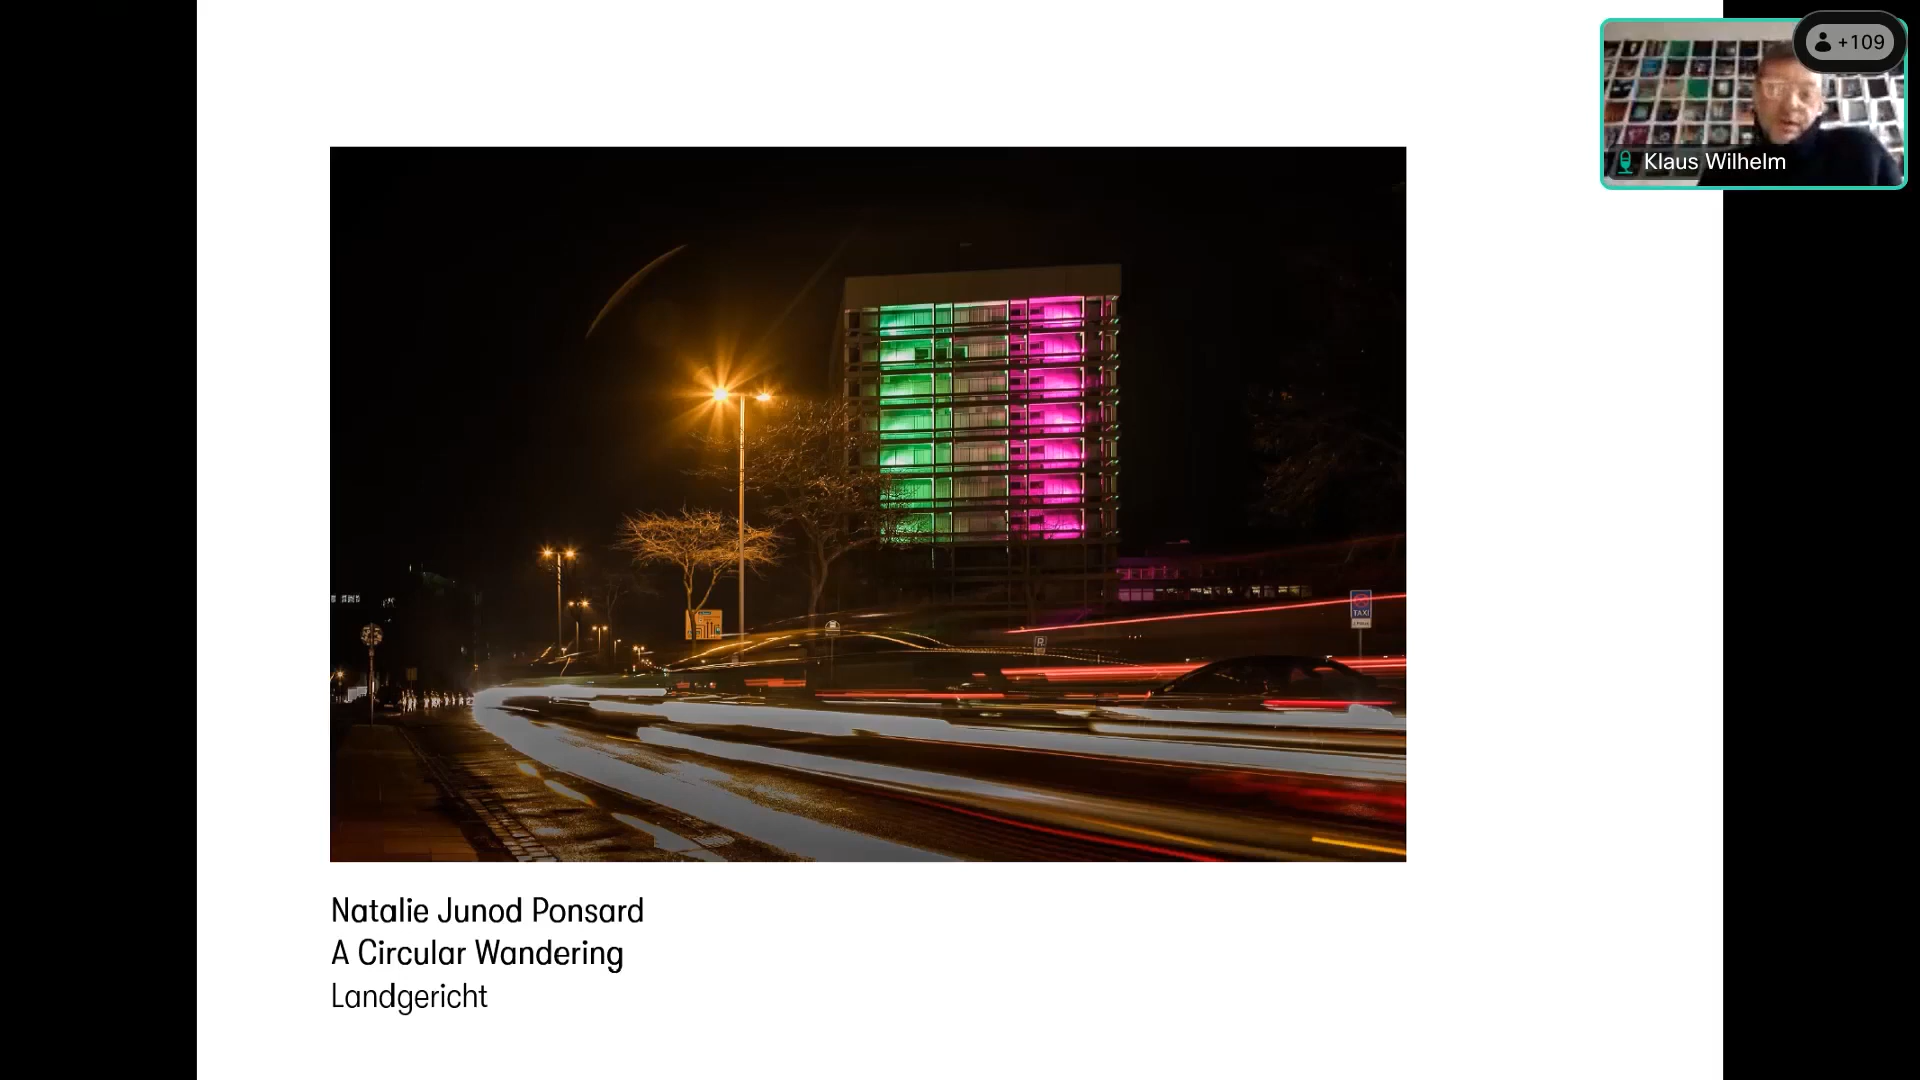 +109
Klaus Wilhelm
TAXI
Natalie Junod Ponsard
A Circular Wandering
Landgericht